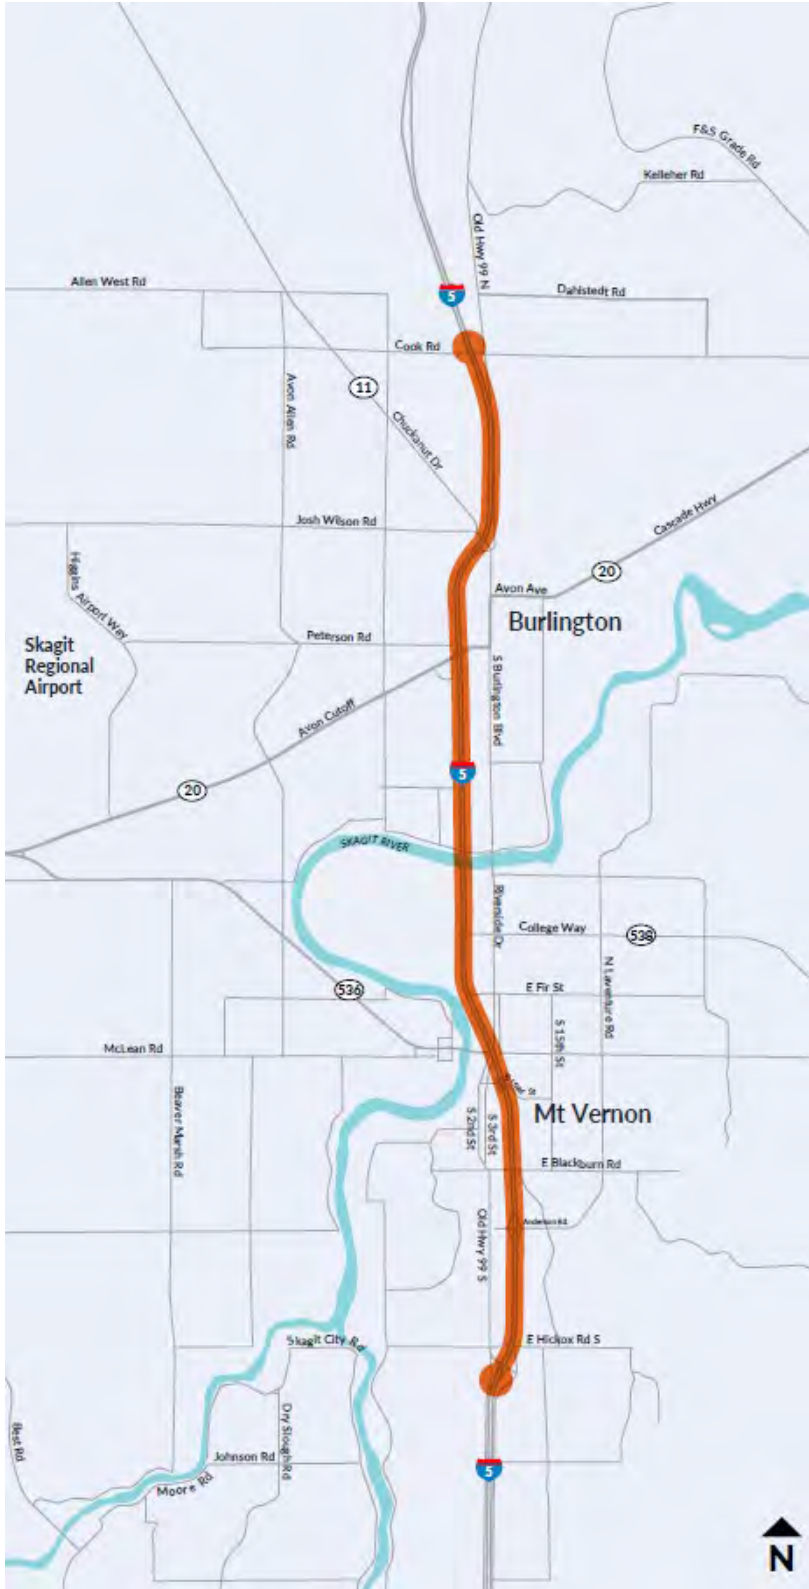 F&S Grade Rd
Kelleher Rd
Old Hwy 99 N
Allen West Rd
5
Dahlstedt Rd
Cook Rd
11
Avon Allen Rd
Chuckanut Dr
Cascade Hwy
Josh Wilson Rd
20
Higgins Airport Way
Avon Ave
Burlington
Peterson Rd
Skagit
Regional
Airport
S Burlington Blvd
Avon Cutoff
5
20
SKAGIT RIVER
Riverside Dr
College Way
538
N Laventure Rd
536
E Fir St
S 15th St
McLean Rd
Beaver Marsh Rd
S 2nd St
S 3rd St
Mt Vernon
E Blackburn Rd
Old Hwy 99 S
Anderson Rd
Skagit City Rd
E Hickox Rd S
Best Rd
Dry Slough Rd
Johnson Rd
Moore Rd
5
N